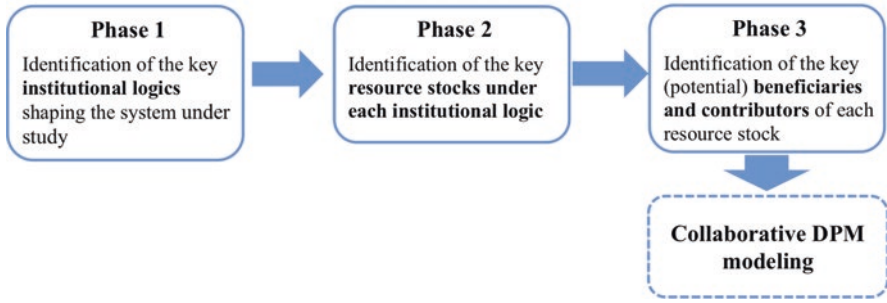 Phase 1
Identification of the key
institutional logics
shaping the system under
study
Phase 2
Identification of the key
resource stocks under
each institutional logic
Phase 3
Identification of the key
(potential) beneficiaries
and contributors of each
resource stock
Collaborative DPM
modeling